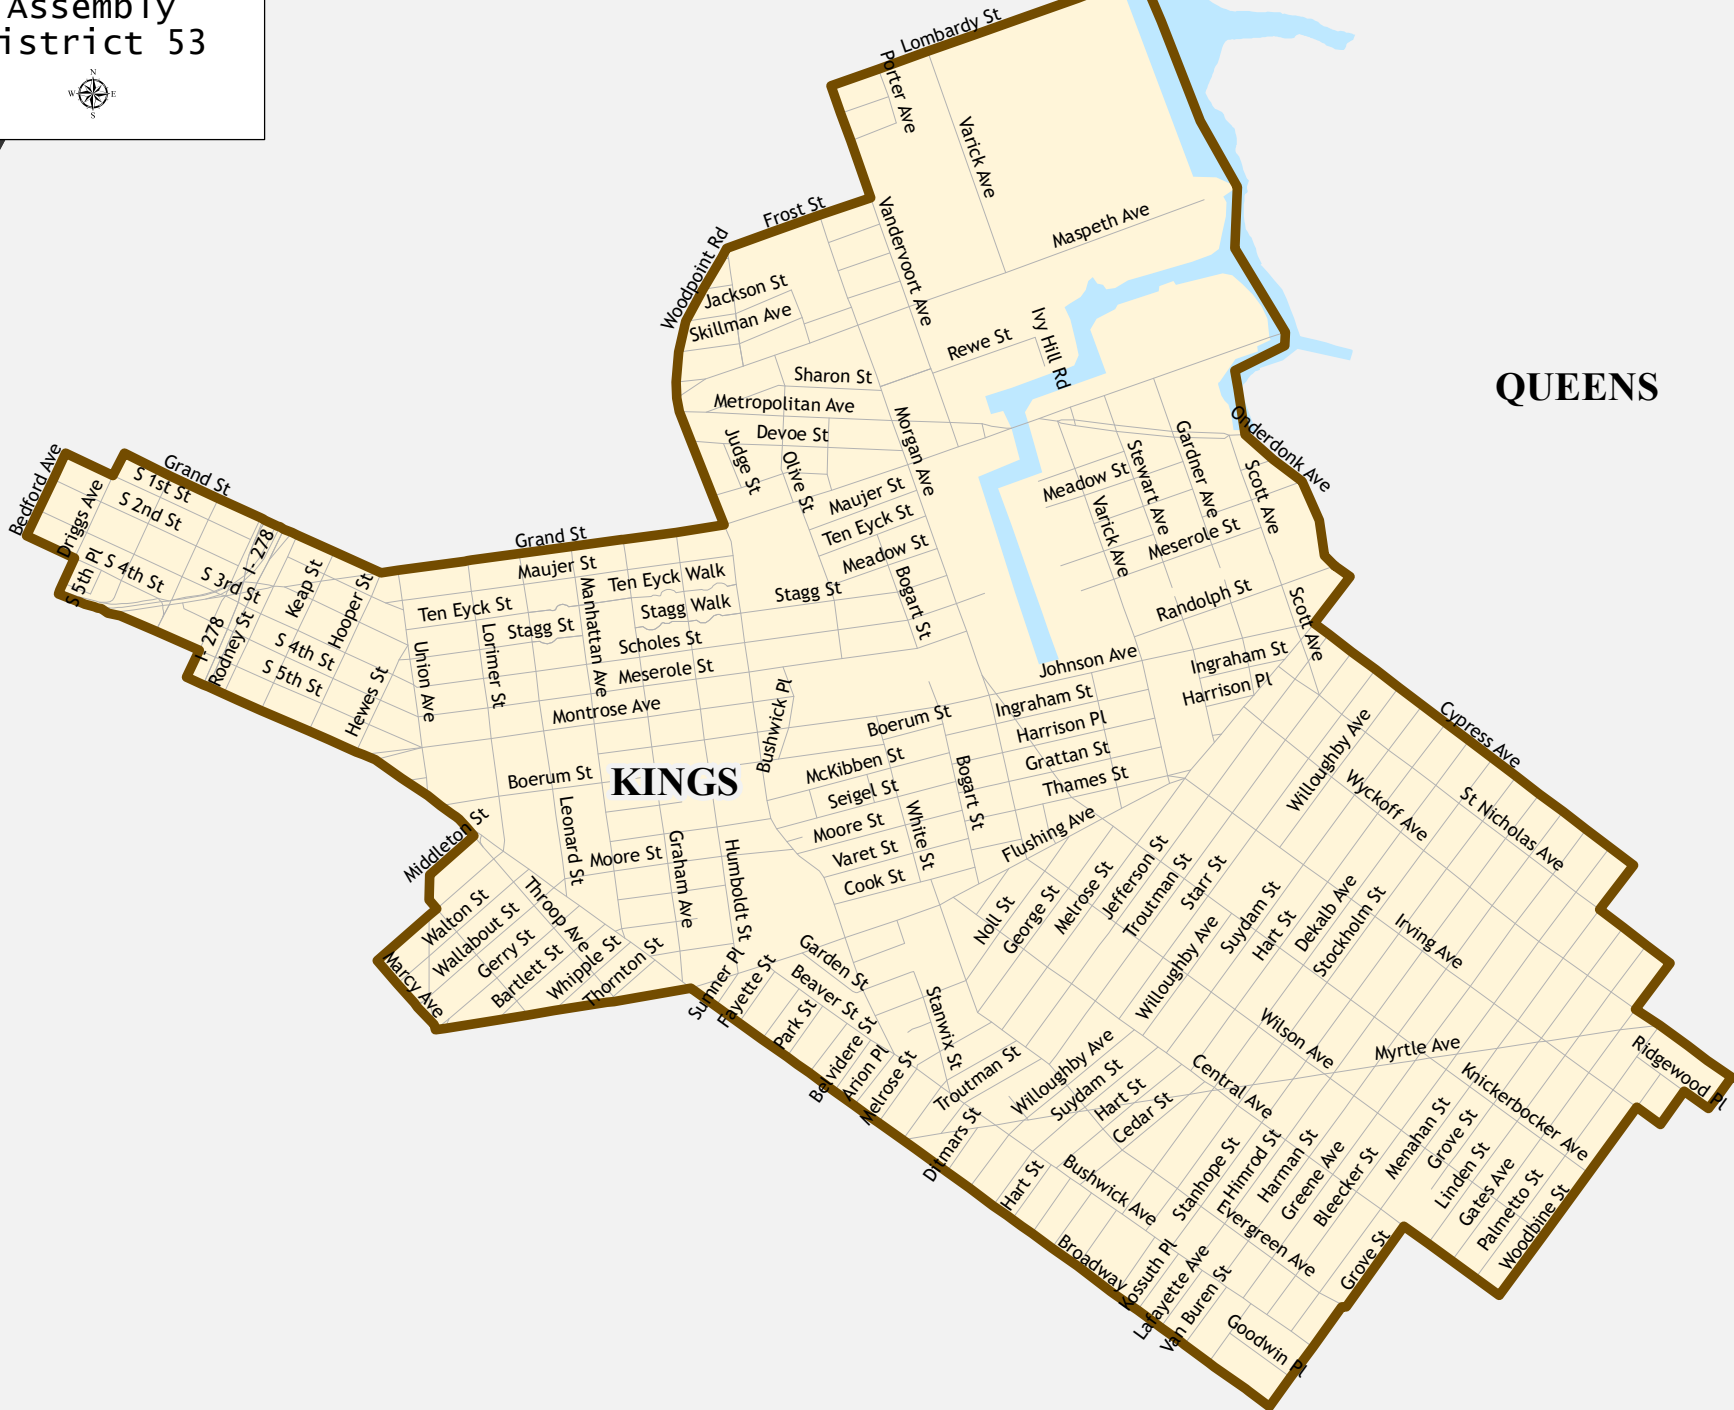 Assembly
istrict 53
N
W
E
S
Lombardy St
Porter Ave
Varick Ave
Frost St
Vandervoort Ave
Maspeth Ave
Woodpoint Rd
Jackson St
Skillman Ave
Ivy Hill Rd
Rewe St
Sharon St
QUEENS
Metropolitan Ave
Devoe St
Morgan Ave
Onderdonk Ave
Judge St
Olive St
Gardner Ave
Stewart Ave
Scott Ave
Meadow St
Varick Ave
Bedford Ave
Grand St
S 1st St
S 2nd St
Driggs Ave
Maujer St
Ten Eyck St
Meadow St
Meserole St
Grand St
I- 278
S 5th Pl
S 4th St
S 3rd St
Keap St
Hooper St
Maujer St
Ten Eyck Walk
Manhattan Ave
Stagg St
Stagg Walk
Bogart St
Randolph St
Scott Ave
Ten Eyck St
Stagg St
Lorimer St
Scholes St
I- 278
Rodney St
S 4th St
S 5th St
Union Ave
Meserole St
Johnson Ave
Ingraham St
Harrison Pl
Hewes St
Montrose Ave
Bushwick Pl
Boerum St
Ingraham St
Harrison Pl
Grattan St
Thames St
Cypress Ave
Willoughby Ave
Wyckoff Ave
St Nicholas Ave
Boerum St
KINGS
McKibben St
Seigel St
Bogart St
Moore St
White St
Varet St
Cook St
Flushing Ave
Middleton St
Leonard St
Moore St
Graham Ave
Humboldt St
Walton St
Wallabout St
Gerry St
Bartlett St
Throop Ave
Whipple St
Thornton St
Marcy Ave
Noll St
George St
Melrose St
Jefferson St
Troutman St
Starr St
Willoughby Ave
Suydam St
Hart St
Dekalb Ave
Stockholm St
Irving Ave
Sumner Pl
Fayette St
Garden St
Beaver St
Park St
Belvidere St
Arion Pl
Melrose St
Stanwix St
Troutman St
Willoughby Ave
Suydam St
Hart St
Cedar St
Wilson Ave
Central Ave
Myrtle Ave
Knickerbocker Ave
Ridgewood Pl
Ditmars St
Hart St
Bushwick Ave
Stanhope St
Himrod St
Harman St
Greene Ave
Bleecker St
Menahan St
Grove St
Linden St
Gates Ave
Palmetto St
Woodbine St
Evergreen Ave
Broadway
Kossuth Pl
Lafayette Ave
Van Buren St
Grove St
Goodwin Pl